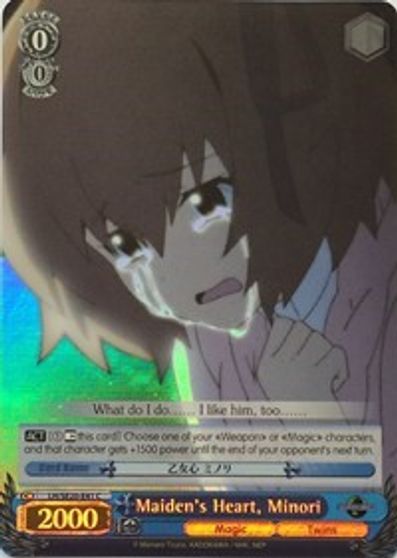 0
0
What do I do...... I like him, too......
ACT this card] Choose one of your «Weapon» or «Magic» characters,
and that character gets +1500 power until the end of your opponent's next turn.
Card Name 乙女心 ミノリ
Maiden's Heart, Minori
2000
Magic Twins